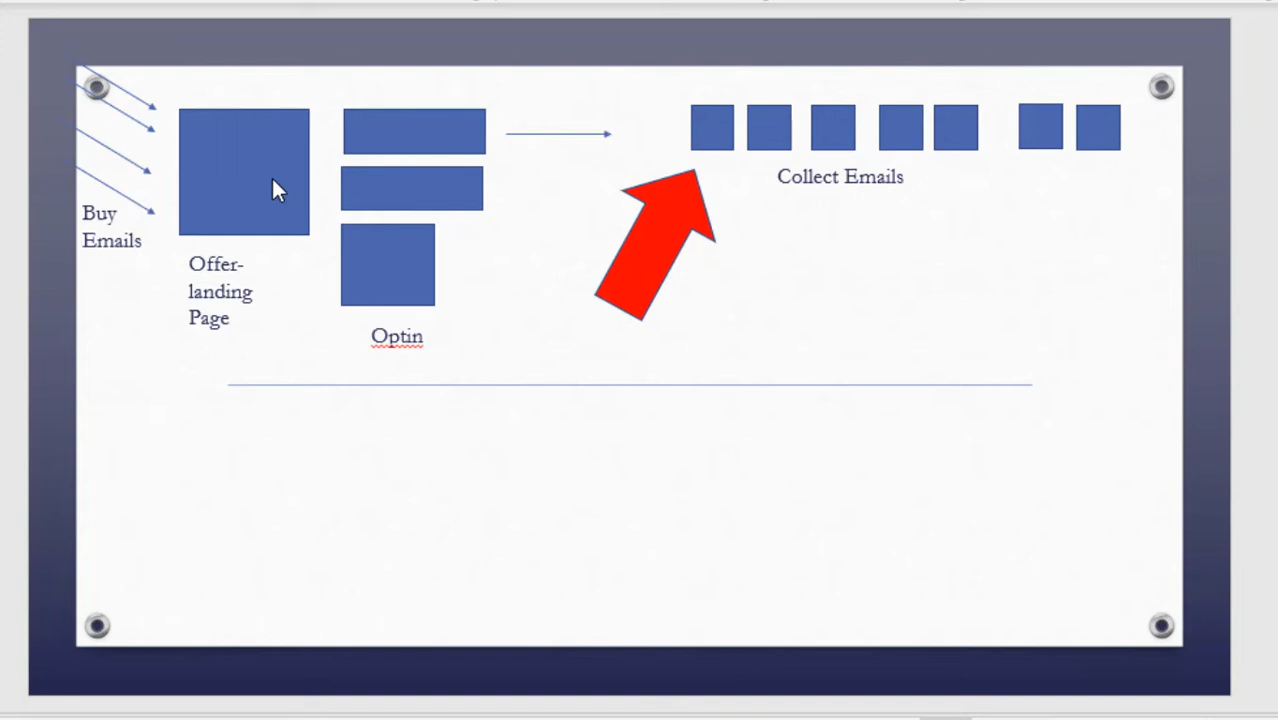 Collect Emails
Buy
Emails
Offer-
landing
Page
Optin